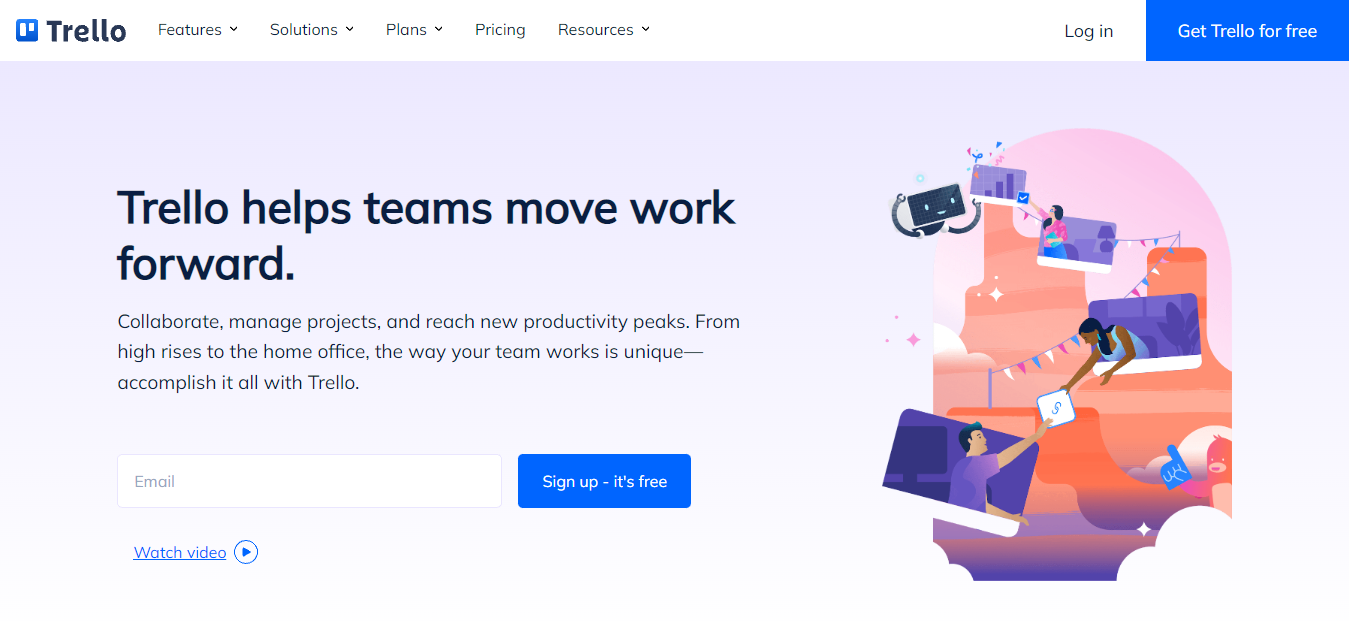 Trello
Features
Solutions
Plans
Pricing
Resources
Log in
Get Trello for free
Trello helps teams move work
forward.
Collaborate, manage projects, and reach new productivity peaks. From
high rises to the home office, the way your team works is unique—
accomplish it all with Trello.
Email
Sign up - it's free
Watch video